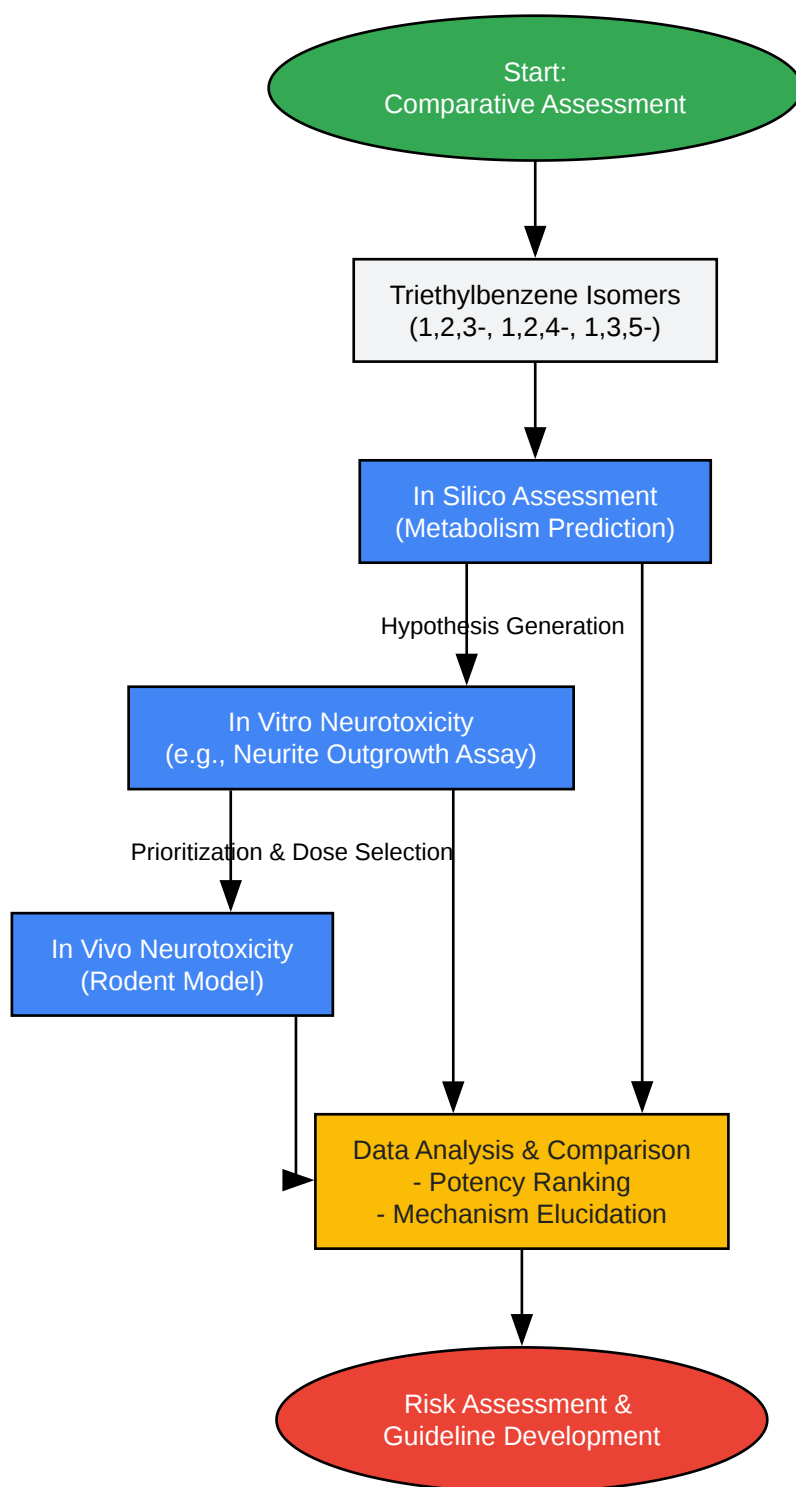 Start:
Comparative Assessment
Triethylbenzene Isomers
(1,2,3-, 1,2,4-, 1,3,5-)
In Silico Assessment
(Metabolism Prediction)
Hypothesis Generation
In Vitro Neurotoxicity
(e.g., Neurite Outgrowth Assay)
Prioritization & Dose Selection
In Vivo Neurotoxicity
(Rodent Model)
Data Analysis & Comparison
- Potency Ranking
- Mechanism Elucidation
Risk Assessment &
Guideline Development